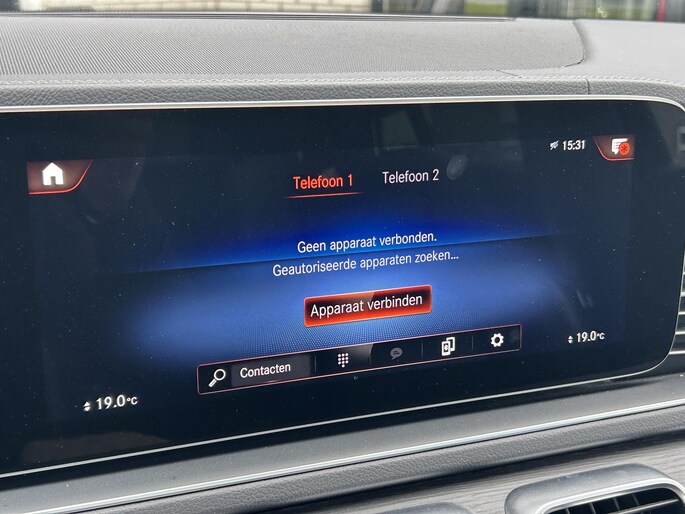 15:31
Telefoon 1
Telefoon 2
Geen apparaat verbonden.
Geautoriseerde apparaten zoeken...
Apparaat verbinden
Contacten
19.0°C
19.0°C